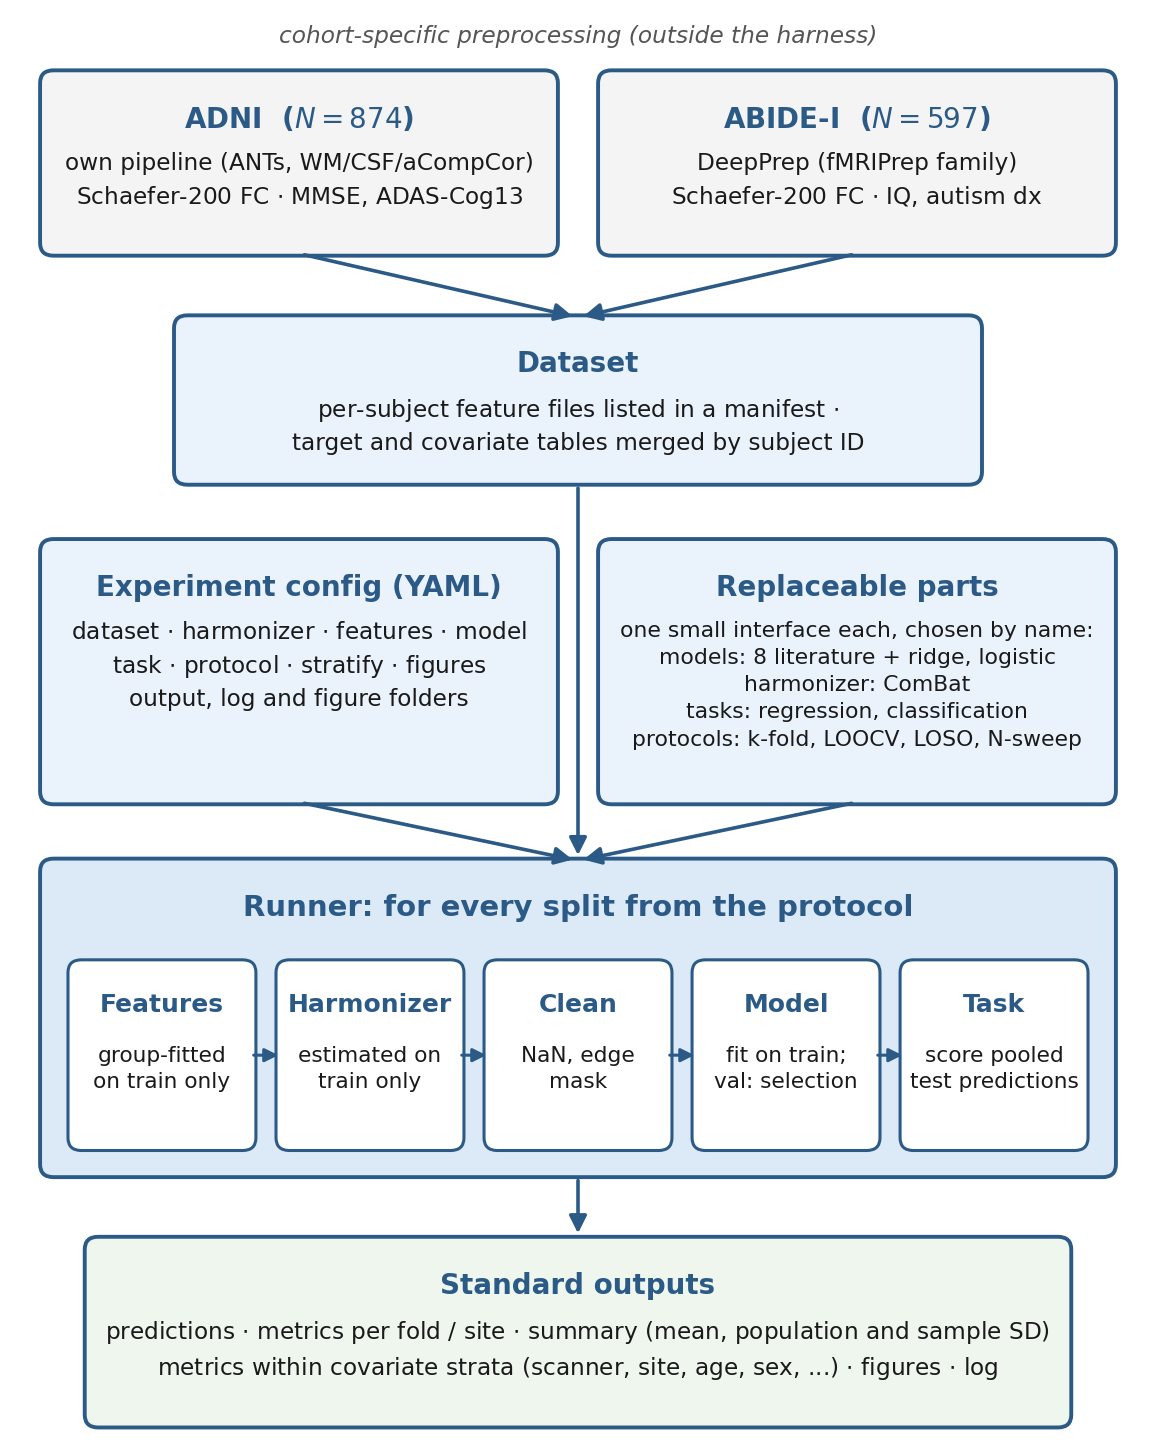 cohort-specific preprocessing (outside the harness)
ADNI (N = 874)
own pipeline (ANTs, WM/CSF/aCompCor)
Schaefer-200 FC · MMSE, ADAS-Cog13
ABIDE-I (N = 597)
DeepPrep (fMRIPrep family)
Schaefer-200 FC · IQ, autism dx
Dataset
per-subject feature files listed in a manifest ·
target and covariate tables merged by subject ID
Experiment config (YAML)
dataset · harmonizer · features · model
task · protocol · stratify · figures
output, log and figure folders
Replaceable parts
one small interface each, chosen by name:
models: 8 literature + ridge, logistic
harmonizer: ComBat
tasks: regression, classification
protocols: k-fold, LOOCV, LOSO, N-sweep
Runner: for every split from the protocol
Features
group-fitted
on train only
Harmonizer
estimated on
train only
Clean
NaN, edge
mask
Model
fit on train;
val: selection
Task
score pooled
test predictions
Standard outputs
predictions · metrics per fold / site · summary (mean, population and sample SD)
metrics within covariate strata (scanner, site, age, sex, ...) · figures · log